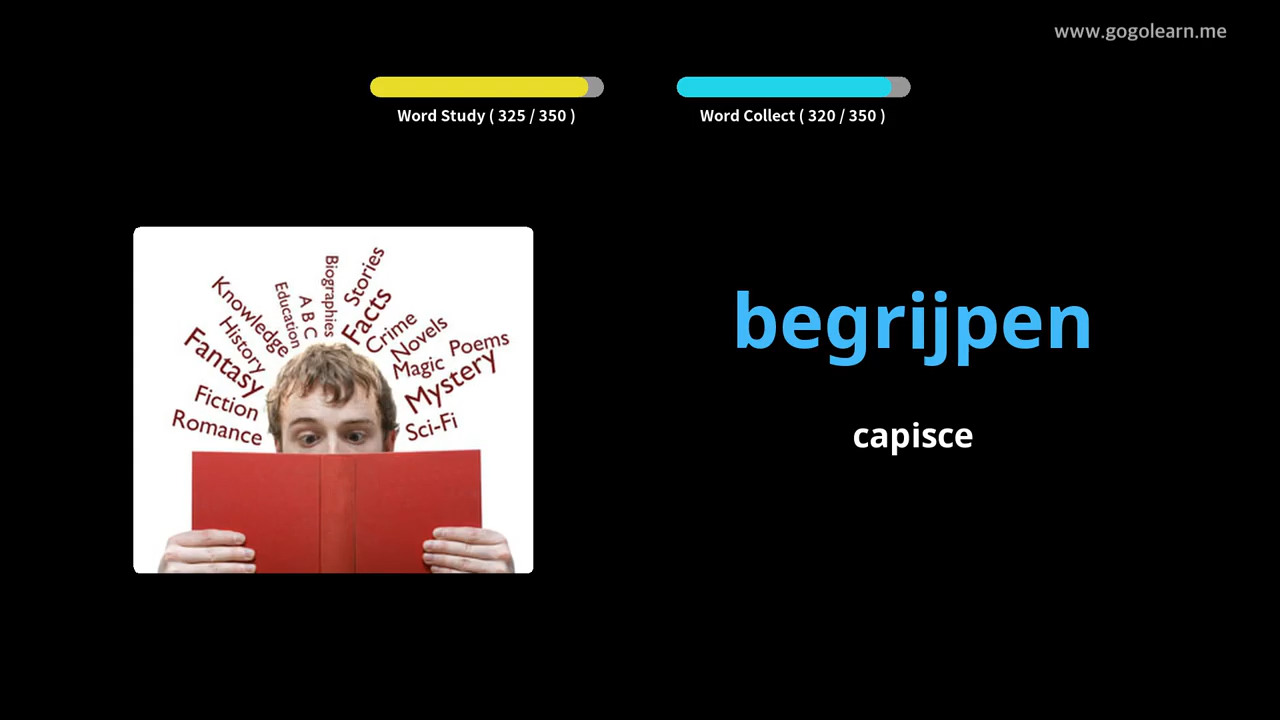 www.gogolearn.me
Word Study ( 325 / 350 )
Word Collect ( 320 / 350 )
Biographies
Stories
Education
A B C
Facts
Knowledge
Crime
History
Novels
Fantasy
Magic
Poems
Mystery
Fiction
Romance
Sci-Fi
begrijpen
capisce